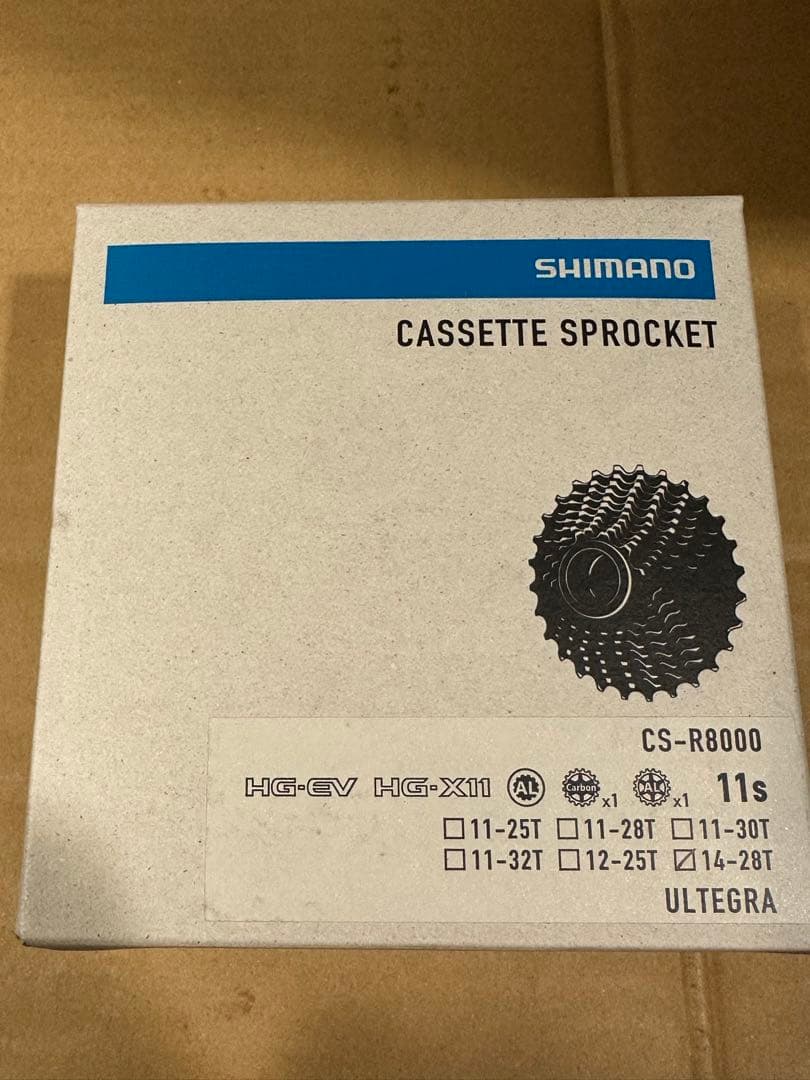 SHIMANO
CASSETTE SPROCKET
CS-R8000
HG-EV HG-X11 AL Carbon x1 AL x1 11s
11-25T 11-28T 11-30T
11-32T 12-25T 14-28T
ULTEGRA